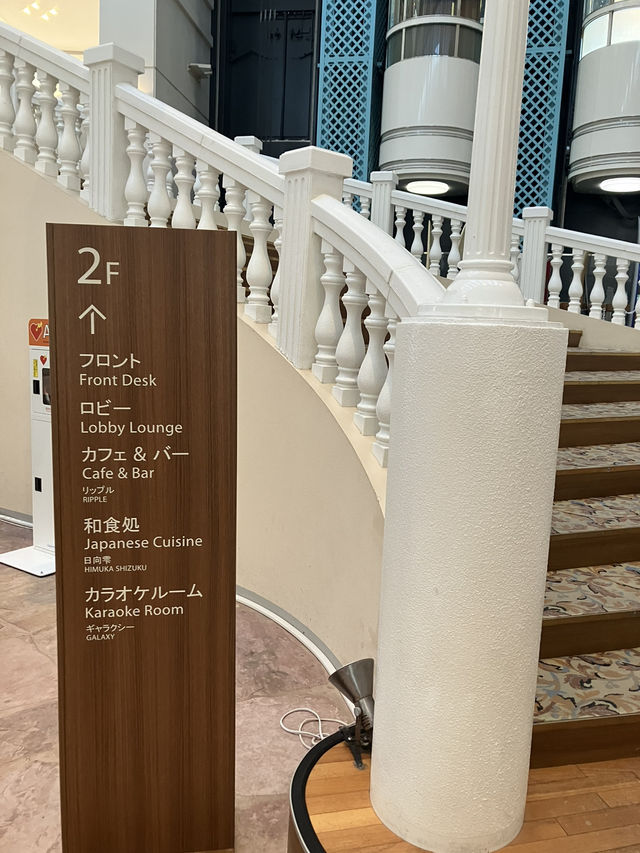 2F
↑
フロント
Front Desk
ロビー
Lobby Lounge
カフェ & バー
Cafe & Bar
リップル
RIPPLE
和食処
Japanese Cuisine
日向雫
HIMUKA SHIZUKU
カラオケルーム
Karaoke Room
ギャラクシー
GALAXY